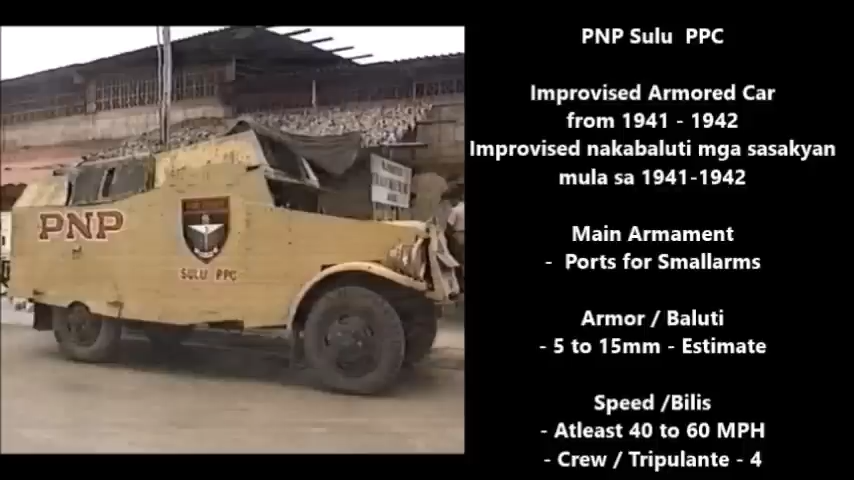 PNP
SULU PPC
PNP Sulu PPC
Improvised Armored Car
from 1941 - 1942
Improvised nakabaluti mga sasakyan
mula sa 1941-1942
Main Armament
- Ports for Smallarms
Armor / Baluti
- 5 to 15mm - Estimate
Speed /Bilis
- Atleast 40 to 60 MPH
- Crew / Tripulante - 4